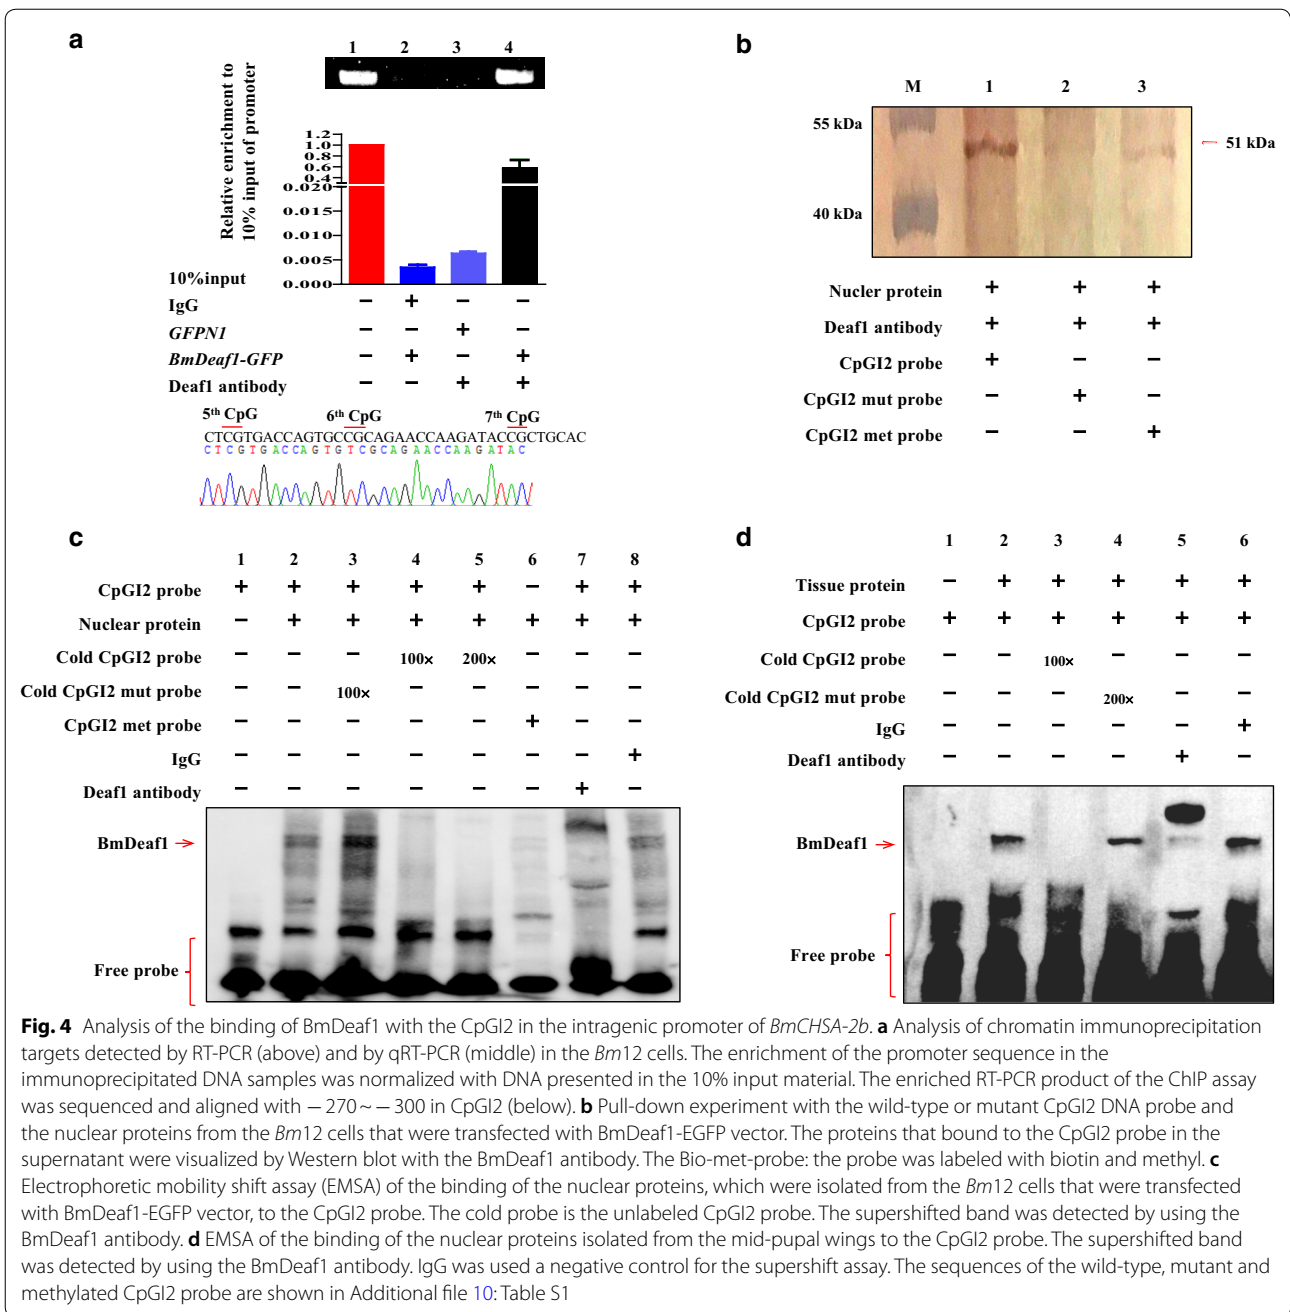 a
1 2 3 4
Relative enrichment to
10% input of promoter
1.2
1.0
0.8
0.6
0.4
0.020
0.015
0.010
0.005
0.000
10%input – – – –
IgG – + – –
GFPN1 – – + –
BmDeaf1-GFP – + – +
Deaf1 antibody – – + +
5th CpG 6th CpG 7th CpG
CTCGTGACCAGTGCCGCAGAACCAAGATACCGCTGCAC
CTCGTGACCAGTGTCGCAGAACCAAGATAC
b
M 1 2 3
55 kDa
51 kDa
40 kDa
Nucler protein + + +
Deaf1 antibody + + +
CpGI2 probe + – –
CpGI2 mut probe – + –
CpGI2 met probe – – +
c
1 2 3 4 5 6 7 8
CpGI2 probe + + + + + – + +
Nuclear protein – + + + + + + +
Cold CpGI2 probe – – – 100× 200× – – –
Cold CpGI2 mut probe – – 100× – – – – –
CpGI2 met probe – – – – – + – –
IgG – – – – – – – +
Deaf1 antibody – – – – – – + –
BmDeaf1
Free probe
d
1 2 3 4 5 6
Tissue protein – + + + + +
CpGI2 probe + + + + + +
Cold CpGI2 probe – – 100× – – –
Cold CpGI2 mut probe – – – 200× – –
IgG – – – – – +
Deaf1 antibody – – – – + –
BmDeaf1
Free probe
Fig. 4 Analysis of the binding of BmDeaf1 with the CpGI2 in the intragenic promoter of BmCHSA-2b. a Analysis of chromatin immunoprecipitation
targets detected by RT-PCR (above) and by qRT-PCR (middle) in the Bm12 cells. The enrichment of the promoter sequence in the
immunoprecipitated DNA samples was normalized with DNA presented in the 10% input material. The enriched RT-PCR product of the ChIP assay
was sequenced and aligned with −270 ~ −300 in CpGI2 (below). b Pull-down experiment with the wild-type or mutant CpGI2 DNA probe and
the nuclear proteins from the Bm12 cells that were transfected with BmDeaf1-EGFP vector. The proteins that bound to the CpGI2 probe in the
supernatant were visualized by Western blot with the BmDeaf1 antibody. The Bio-met-probe: the probe was labeled with biotin and methyl. c
Electrophoretic mobility shift assay (EMSA) of the binding of the nuclear proteins, which were isolated from the Bm12 cells that were transfected
with BmDeaf1-EGFP vector, to the CpGI2 probe. The cold probe is the unlabeled CpGI2 probe. The supershifted band was detected by using the
BmDeaf1 antibody. d EMSA of the binding of the nuclear proteins isolated from the mid-pupal wings to the CpGI2 probe. The supershifted band
was detected by using the BmDeaf1 antibody. IgG was used a negative control for the supershift assay. The sequences of the wild-type, mutant and
methylated CpGI2 probe are shown in Additional file 10: Table S1